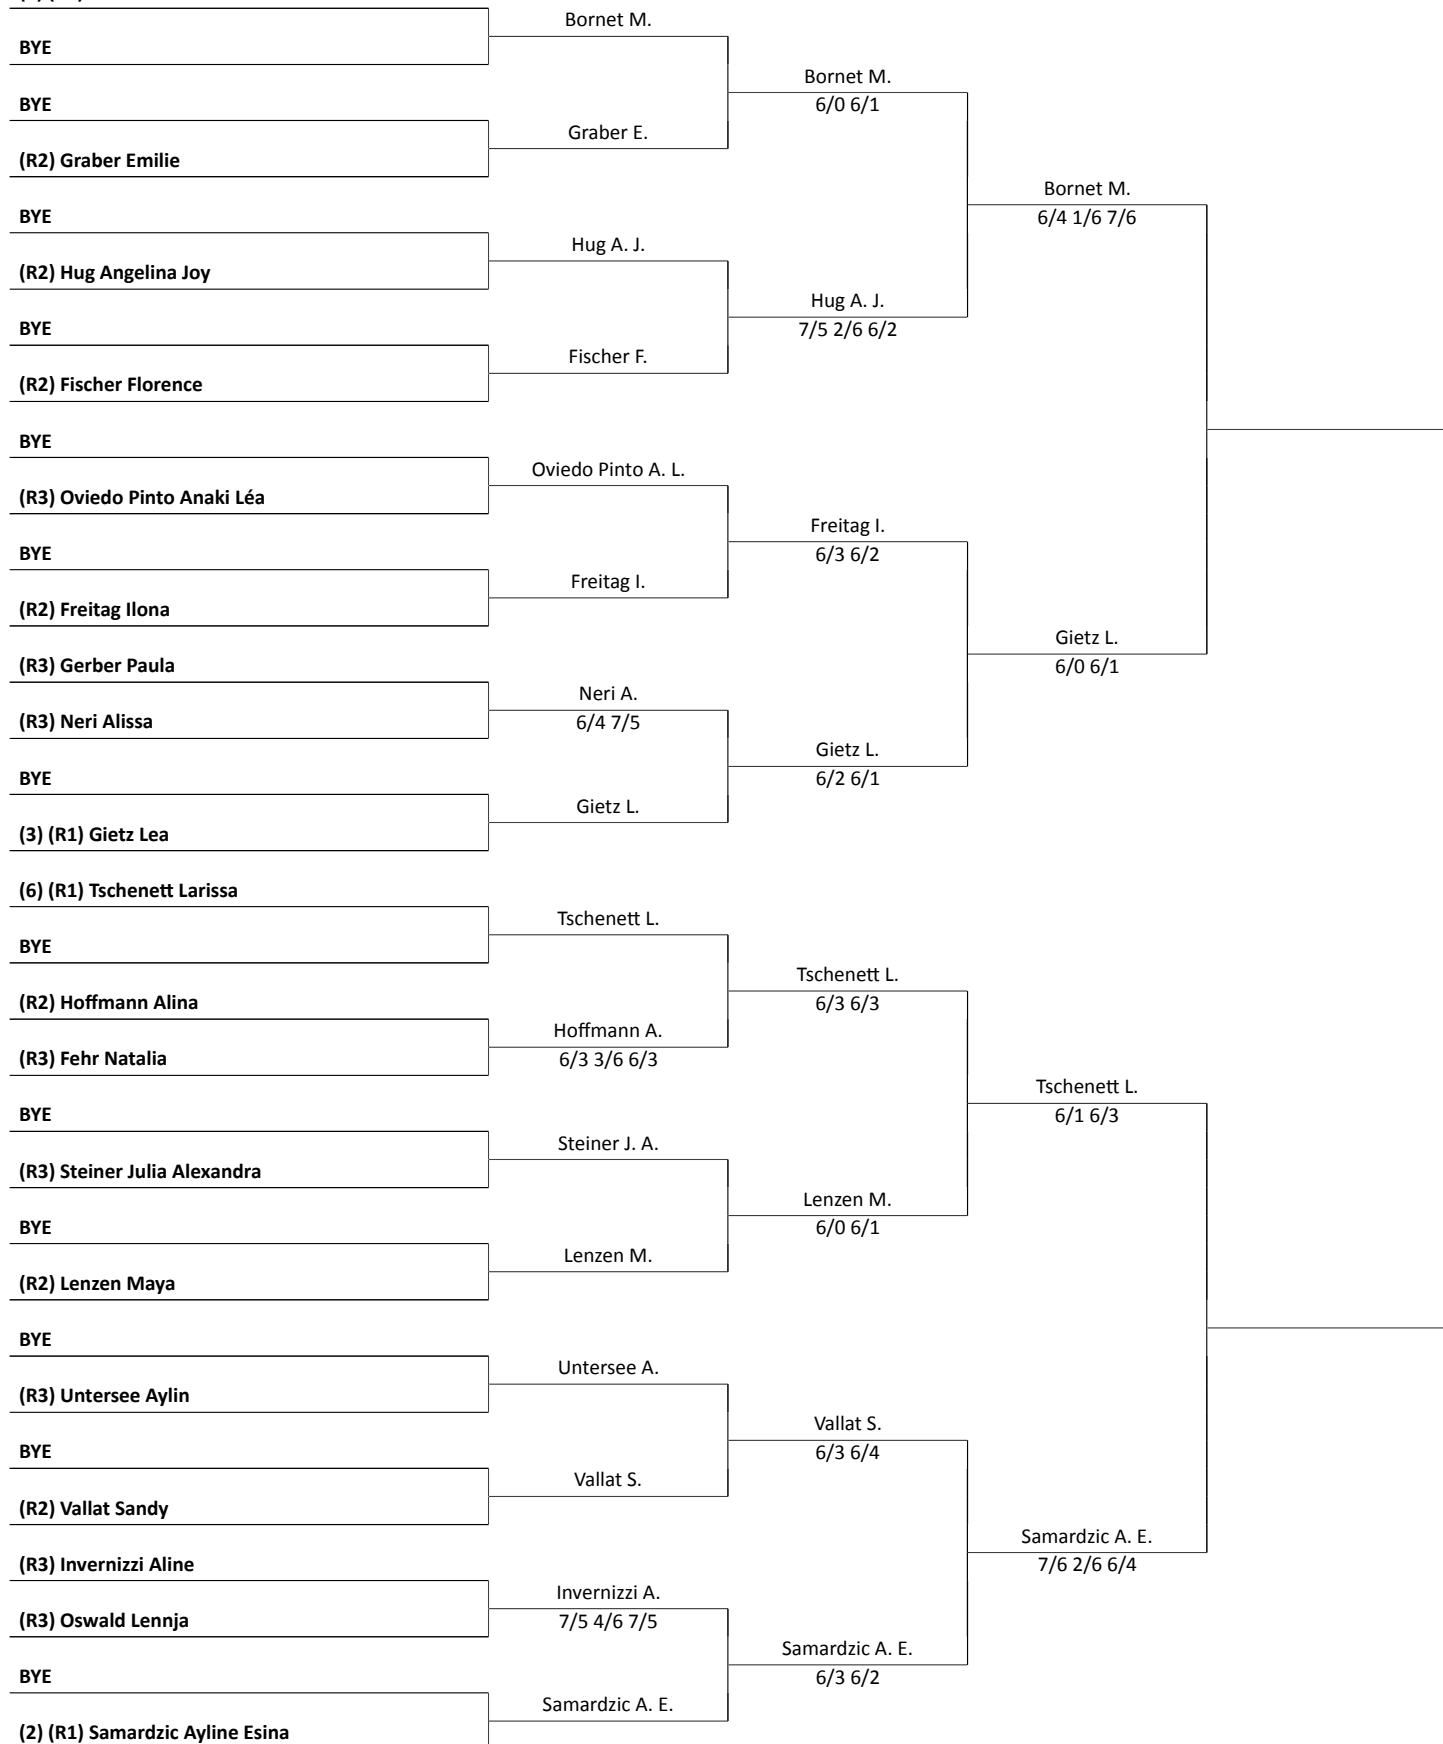 Bornet M.
BYE
Bornet M.
BYE
6/0 6/1
Graber E.
(R2) Graber Emilie
Bornet M.
BYE
6/4 1/6 7/6
Hug A. J.
(R2) Hug Angelina Joy
Hug A. J.
BYE
7/5 2/6 6/2
Fischer F.
(R2) Fischer Florence
BYE
Oviedo Pinto A. L.
(R3) Oviedo Pinto Anaki Léa
Freitag I.
BYE
6/3 6/2
Freitag I.
(R2) Freitag Ilona
Gietz L.
(R3) Gerber Paula
6/0 6/1
Neri A.
(R3) Neri Alissa
6/4 7/5
Gietz L.
BYE
6/2 6/1
Gietz L.
(3) (R1) Gietz Lea
(6) (R1) Tschenett Larissa
Tschenett L.
BYE
Tschenett L.
(R2) Hoffmann Alina
6/3 6/3
Hoffmann A.
(R3) Fehr Natalia
6/3 3/6 6/3
Tschenett L.
BYE
6/1 6/3
Steiner J. A.
(R3) Steiner Julia Alexandra
Lenzen M.
BYE
6/0 6/1
Lenzen M.
(R2) Lenzen Maya
BYE
Untersee A.
(R3) Untersee Aylin
Vallat S.
BYE
6/3 6/4
Vallat S.
(R2) Vallat Sandy
Samardzic A. E.
(R3) Invernizzi Aline
7/6 2/6 6/4
Invernizzi A.
(R3) Oswald Lennja
7/5 4/6 7/5
Samardzic A. E.
BYE
6/3 6/2
Samardzic A. E.
(2) (R1) Samardzic Ayline Esina